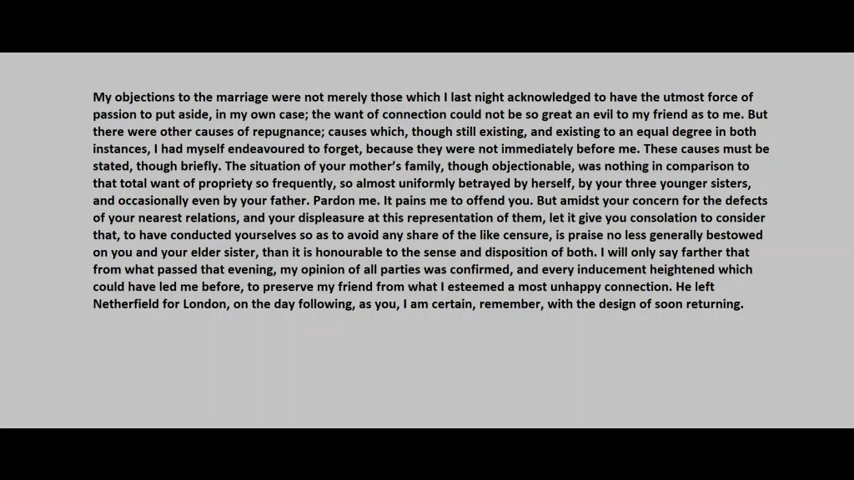 My objections to the marriage were not merely those which I last night acknowledged to have the utmost force of
passion to put aside, in my own case; the want of connection could not be so great an evil to my friend as to me. But
there were other causes of repugnance; causes which, though still existing, and existing to an equal degree in both
instances, I had myself endeavoured to forget, because they were not immediately before me. These causes must be
stated, though briefly. The situation of your mother’s family, though objectionable, was nothing in comparison to
that total want of propriety so frequently, so almost uniformly betrayed by herself, by your three younger sisters,
and occasionally even by your father. Pardon me. It pains me to offend you. But amidst your concern for the defects
of your nearest relations, and your displeasure at this representation of them, let it give you consolation to consider
that, to have conducted yourselves so as to avoid any share of the like censure, is praise no less generally bestowed
on you and your elder sister, than it is honourable to the sense and disposition of both. I will only say farther that
from what passed that evening, my opinion of all parties was confirmed, and every inducement heightened which
could have led me before, to preserve my friend from what I esteemed a most unhappy connection. He left
Netherfield for London, on the day following, as you, I am certain, remember, with the design of soon returning.